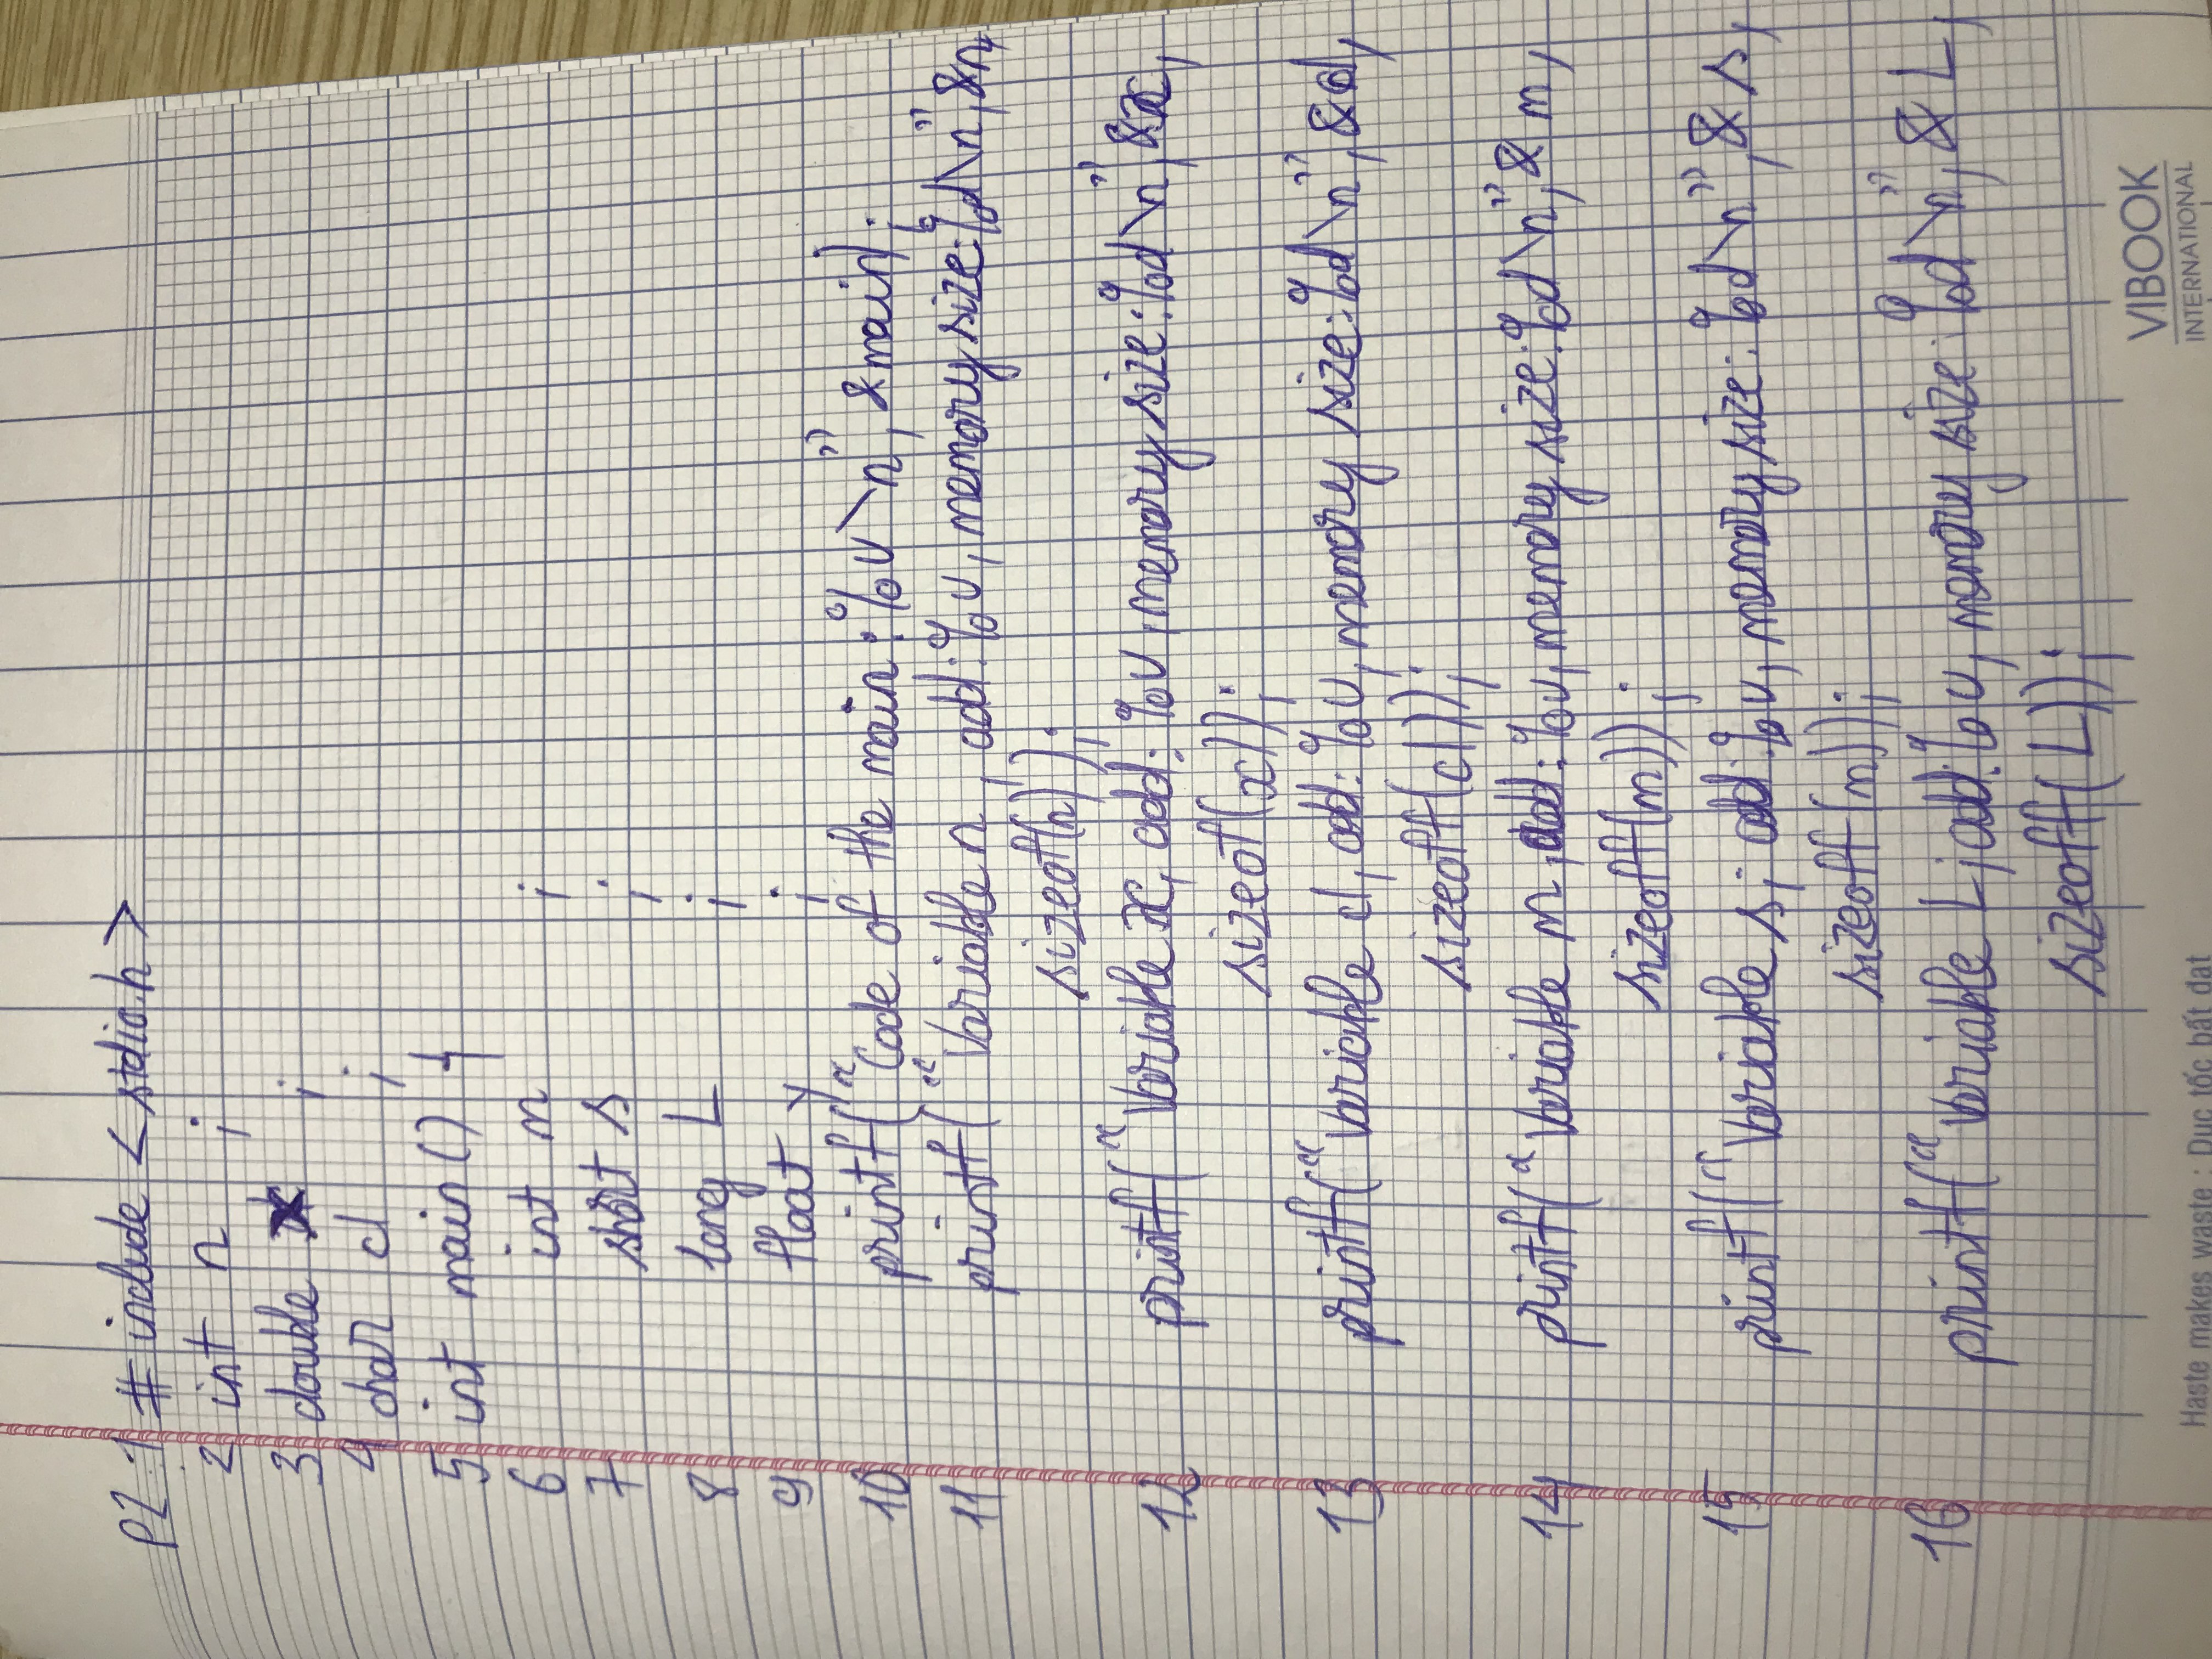 P2.1 # include <stdio.h>
2 int n ;
3 double x ;
4 char c1 ;
5 int main() {
6 int m ;
7 short s ;
8 long L ;
9 float y ;
10 printf("Code of the main: %u \n", &main);
11 printf("Variable n, add: %u, memory size: %d \n", &n,
sizeof(n));
12 printf("Variable x, add: %u, memory size: %d \n", &x,
sizeof(x));
13 printf("Variable c1, add: %u, memory size: %d \n", &c1,
sizeoff(c1));
14 printf("Variable m, add: %u, memory size: %d \n", & m,
sizeoff(m));
15 printf("Variable s; add: %u, memory size: %d \n", & s,
sizeoff(m));
16 printf("Variable L; add: %u, memory size: %d \n", & L,
sizeoff(L));
VIBOOK
INTERNATIONAL
Haste makes waste : Dục tốc bất đạt